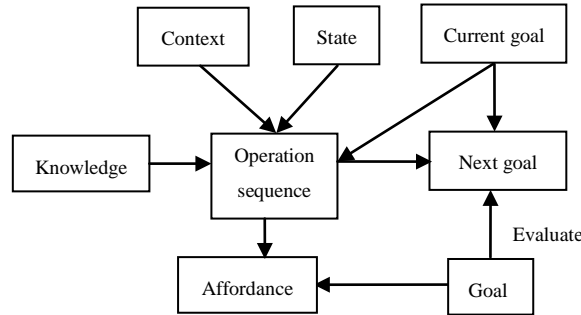 Context
State
Current goal
Knowledge
Operation
sequence
Next goal
Evaluate
Affordance
Goal